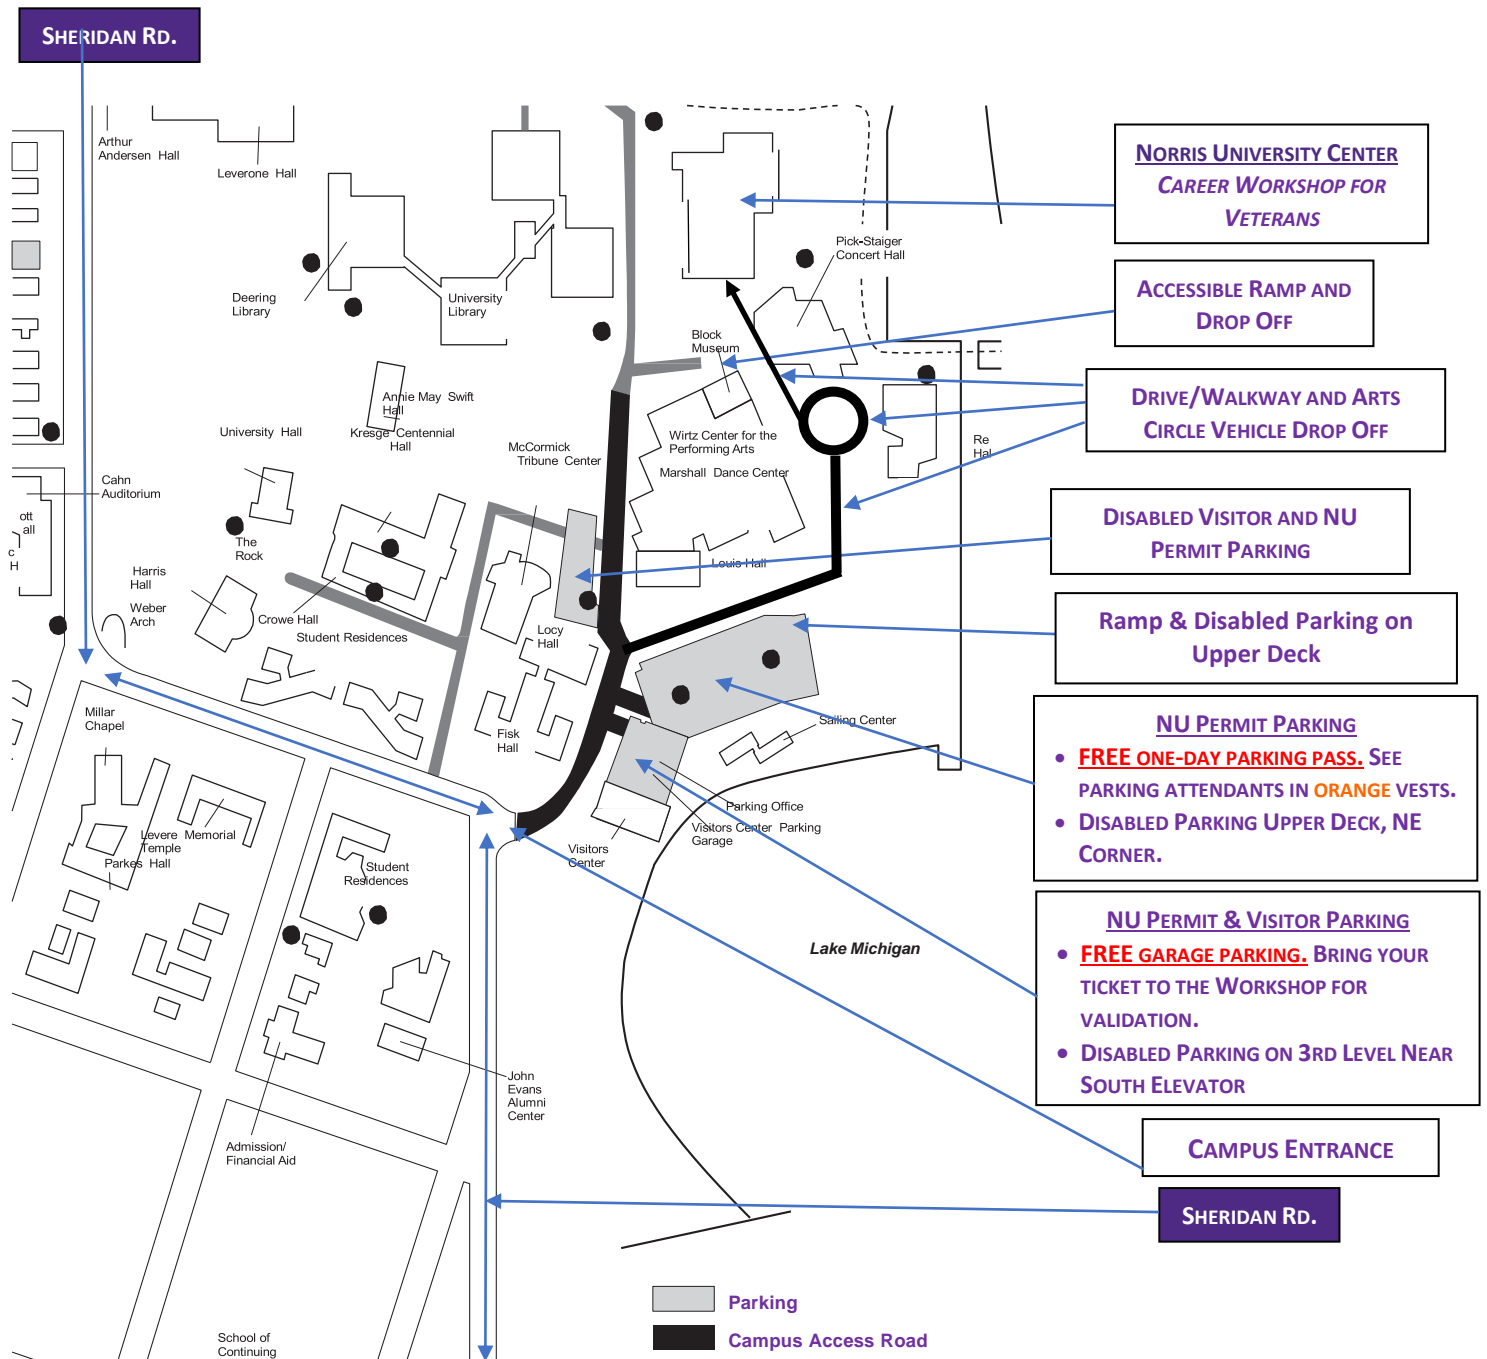 SHERIDAN RD.
Arthur
Andersen Hall
Leverone Hall
NORRIS UNIVERSITY CENTER
CAREER WORKSHOP FOR
VETERANS
Pick-Staiger
Concert Hall
Deering
Library
University
Library
ACCESSIBLE RAMP AND
DROP OFF
Block
Museum
DRIVE/WALKWAY AND ARTS
CIRCLE VEHICLE DROP OFF
Annie May Swift
Hall
University Hall
Kresge Centennial
Hall
McCormick
Tribune Center
Wirtz Center for the
Performing Arts
Marshall Dance Center
Re
Hal
Cahn
Auditorium
ott
all
c
H
DISABLED VISITOR AND NU
PERMIT PARKING
The
Rock
Louis Hall
Harris
Hall
Weber
Arch
Crowe Hall
Student Residences
Locy
Hall
Ramp & Disabled Parking on
Upper Deck
Millar
Chapel
Fisk
Hall
Sailing Center
NU PERMIT PARKING
• FREE ONE-DAY PARKING PASS. SEE
PARKING ATTENDANTS IN ORANGE VESTS.
• DISABLED PARKING UPPER DECK, NE
CORNER.
Parking Office
Visitors Center Parking
Garage
Visitors
Center
Levere Memorial
Temple
Parkes Hall
Student
Residences
NU PERMIT & VISITOR PARKING
• FREE GARAGE PARKING. BRING YOUR
TICKET TO THE WORKSHOP FOR
VALIDATION.
• DISABLED PARKING ON 3RD LEVEL NEAR
SOUTH ELEVATOR
Lake Michigan
John
Evans
Alumni
Center
Admission/
Financial Aid
CAMPUS ENTRANCE
SHERIDAN RD.
Parking
Campus Access Road
School of
Continuing